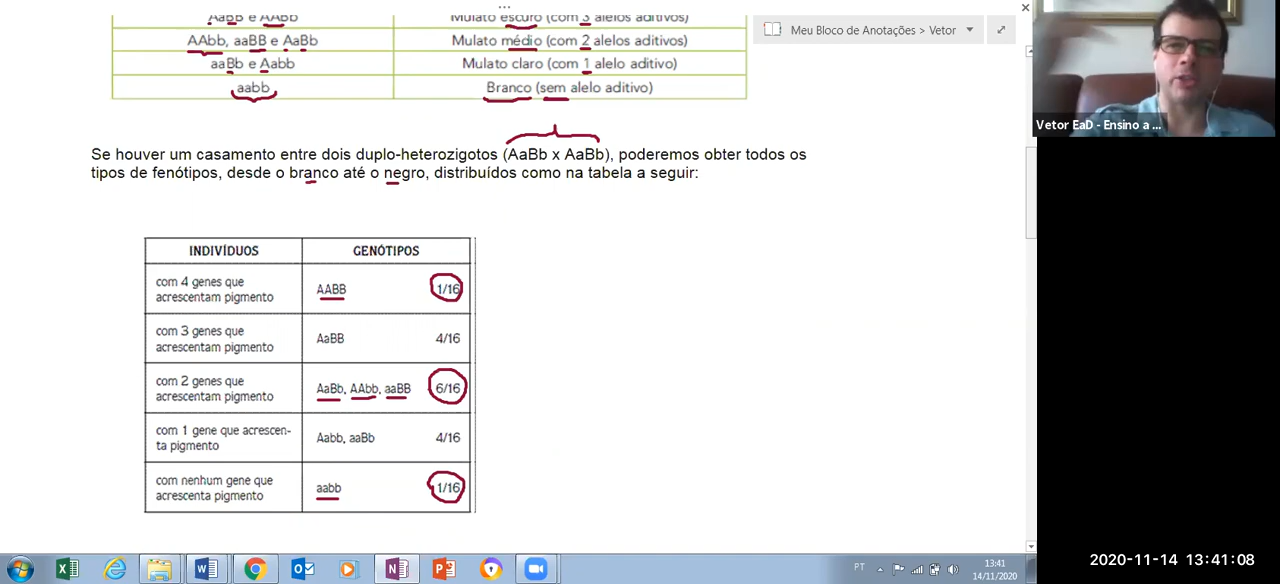 AaBB e AABb
Mulato escuro (com 3 alelos aditivos)
AAbb, aaBB e AaBb
Mulato médio (com 2 alelos aditivos)
aaBb e Aabb
Mulato claro (com 1 alelo aditivo)
aabb
Branco (sem alelo aditivo)
Meu Bloco de Anotações > Vetor
Vetor EaD - Ensino a ...
Se houver um casamento entre dois duplo-heterozigotos (AaBb x AaBb), poderemos obter todos os
tipos de fenótipos, desde o branco até o negro, distribuídos como na tabela a seguir:
INDIVÍDUOS
GENÓTIPOS
com 4 genes que
acrescentam pigmento
AABB
1/16
com 3 genes que
acrescentam pigmento
AaBB
4/16
com 2 genes que
acrescentam pigmento
AaBb, AAbb, aaBB
6/16
com 1 gene que acrescen-
ta pigmento
Aabb, aaBb
4/16
com nenhum gene que
acrescenta pigmento
aabb
1/16
PT
13:41
14/11/2020
2020-11-14 13:41:08